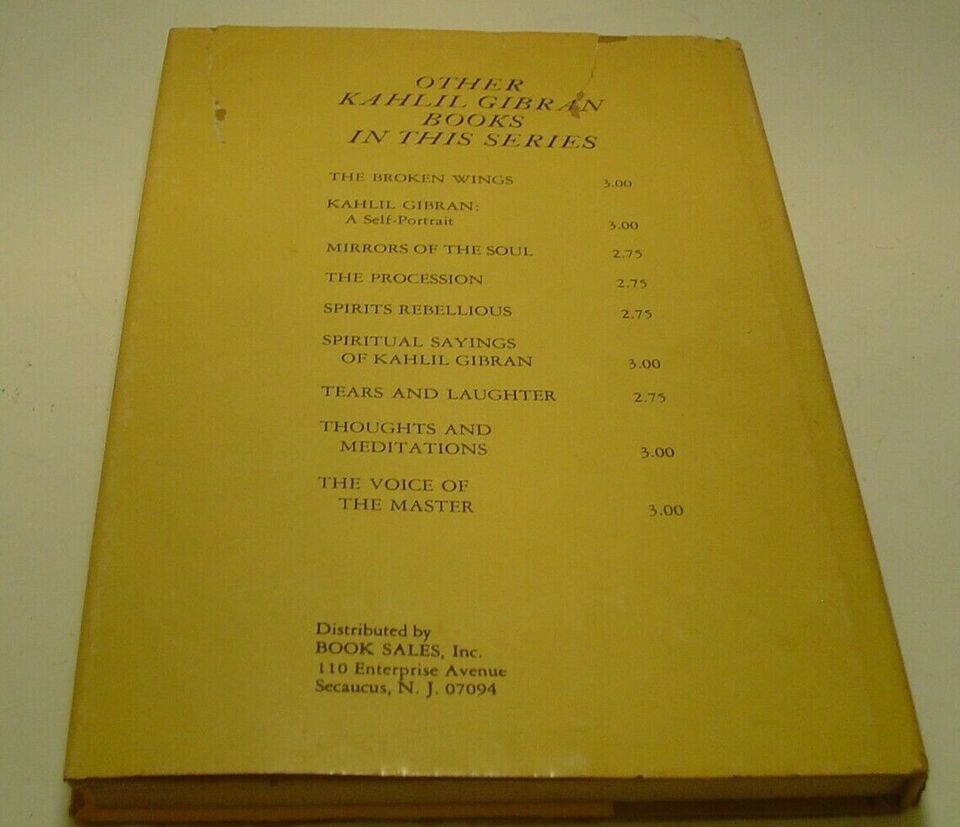 OTHER
KAHLIL GIBRAN
BOOKS
IN THIS SERIES
THE BROKEN WINGS 3.00
KAHLIL GIBRAN:
A Self-Portrait 3.00
MIRRORS OF THE SOUL 2.75
THE PROCESSION 2.75
SPIRITS REBELLIOUS 2.75
SPIRITUAL SAYINGS
OF KAHLIL GIBRAN 3.00
TEARS AND LAUGHTER 2.75
THOUGHTS AND
MEDITATIONS 3.00
THE VOICE OF
THE MASTER 3.00
Distributed by
BOOK SALES, Inc.
110 Enterprise Avenue
Secaucus, N. J. 07094